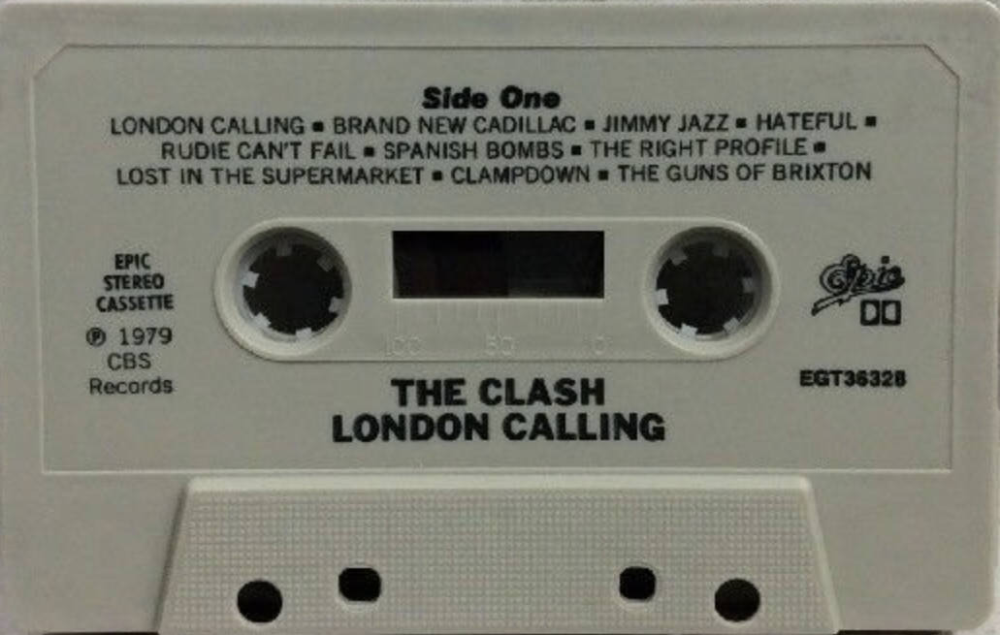 Side One
LONDON CALLING ▪ BRAND NEW CADILLAC ▪ JIMMY JAZZ ▪ HATEFUL ▪
RUDIE CAN'T FAIL ▪ SPANISH BOMBS ▪ THE RIGHT PROFILE ▪
LOST IN THE SUPERMARKET ▪ CLAMPDOWN ▪ THE GUNS OF BRIXTON
EPIC
STEREO
CASSETTE
℗ 1979
CBS
Records
100 50 0
Epic
EGT36328
THE CLASH
LONDON CALLING